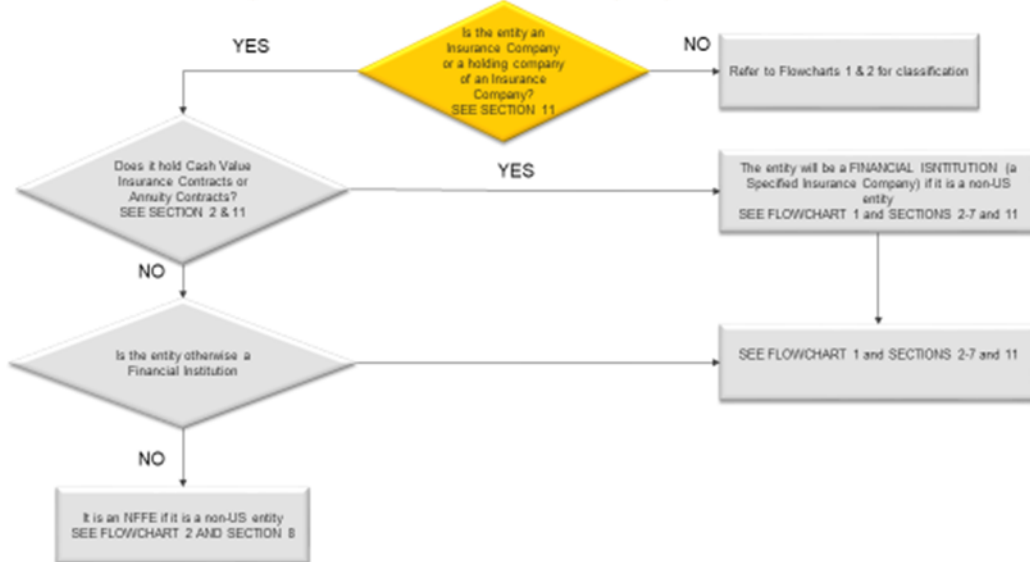 Is the entity an
Insurance Company
or a holding company
of an Insurance
Company?
SEE SECTION 11
YES
NO
Refer to Flowcharts 1 & 2 for classification
Does it hold Cash Value
Insurance Contracts or
Annuity Contracts?
SEE SECTION 2 & 11
YES
The entity will be a FINANCIAL ISNTITUTION (a
Specified Insurance Company) if it is a non-US
entity
SEE FLOWCHART 1 and SECTIONS 2-7 and 11
NO
Is the entity otherwise a
Financial Institution
SEE FLOWCHART 1 and SECTIONS 2-7 and 11
NO
It is an NFFE if it is a non-US entity
SEE FLOWCHART 2 AND SECTION 8